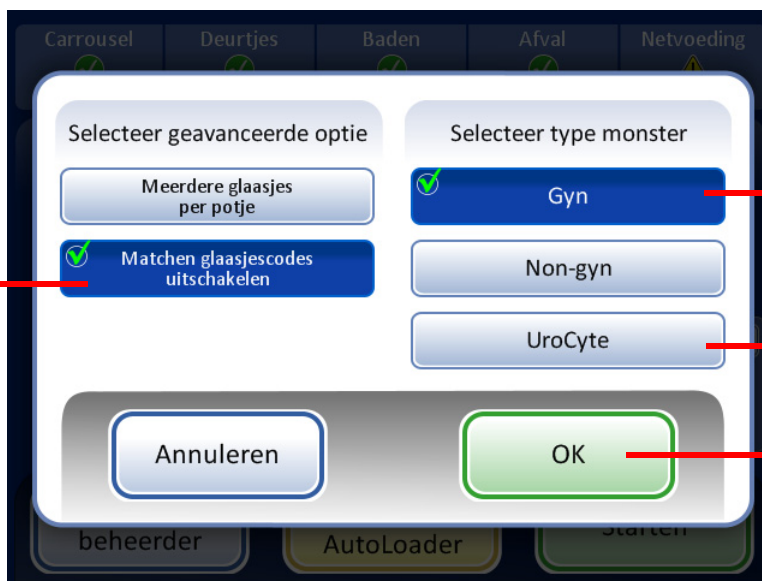 Carrousel Deurtjes Baden Afval Netvoeding
Selecteer geavanceerde optie
Meerdere glaasjes
per potje
Matchen glaasjescodes
uitschakelen
Selecteer type monster
Gyn
Non-gyn
UroCyte
Annuleren
OK
beheerder
AutoLoader
Starten